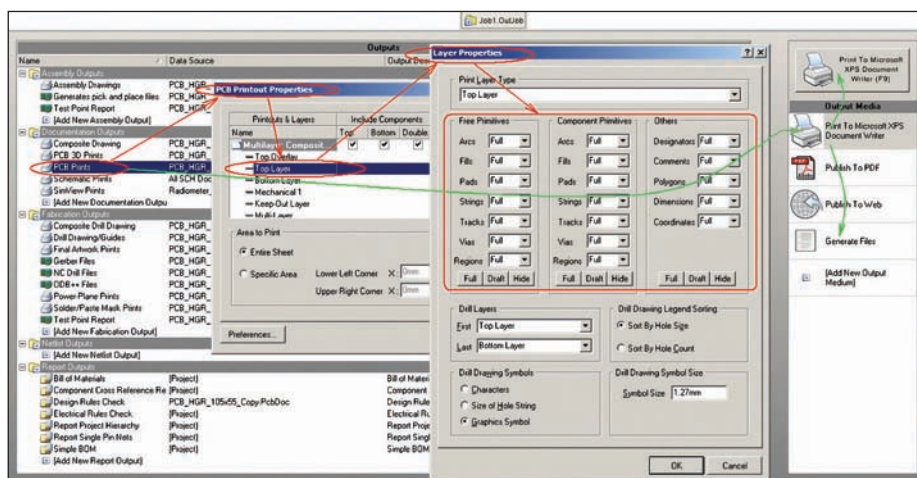 Job1.OutJob
Outputs
Name / Data Source Output Des
Assembly Outputs
Assembly Drawings PCB_HGR_
Generates pick and place files PCB_HGR_
Test Point Report PCB_HGR_
[Add New Assembly Output]
Documentation Outputs
Composite Drawing PCB_HGR_
PCB 3D Prints PCB_HGR_
PCB Prints PCB_HGR_
Schematic Prints All SCH Doc
SimView Prints Radiometer_
[Add New Documentation Outpu
Fabrication Outputs
Composite Drill Drawing PCB_HGR_
Drill Drawing/Guides PCB_HGR_
Final Artwork Prints PCB_HGR_
Gerber Files PCB_HGR_
NC Drill Files PCB_HGR_
ODB++ Files PCB_HGR_
Power-Plane Prints PCB_HGR_
Solder/Paste Mask Prints PCB_HGR_
Test Point Report PCB_HGR_
[Add New Fabrication Output]
Netlist Outputs
[Add New Netlist Output]
Report Outputs
Bill of Materials [Project] Bill of Materi
Component Cross Reference Re [Project] Component
Design Rules Check PCB_HGR_105x55_Copy.PcbDoc Design Rule
Electrical Rules Check [Project] Electrical Ru
Report Project Hierarchy [Project] Report Proje
Report Single Pin Nets [Project] Report Singl
Simple BOM [Project] Simple BOM
[Add New Report Output]
PCB Printout Properties
Printouts & Layers Include Components
Name Top Bottom Double
Multilayer Composit
Top Overlay
Top Layer
Bottom Layer
Mechanical 1
Keep-Out Layer
Multi-Layer
Area to Print
Entire Sheet
Specific Area Lower Left Corner X: 0mm
Upper Right Corner X: 0mm
Preferences...
Layer Properties
Print Layer Type
Top Layer
Free Primitives Component Primitives Others
Arcs Full Arcs Full Designators Full
Fills Full Fills Full Comments Full
Pads Full Pads Full Polygons Full
Strings Full Strings Full Dimensions Full
Tracks Full Tracks Full Coordinates Full
Vias Full Vias Full
Regions Full Regions Full
Full Draft Hide Full Draft Hide Full Draft Hide
Drill Layers
First Top Layer
Last Bottom Layer
Drill Drawing Legend Sorting
Sort By Hole Size
Sort By Hole Count
Drill Drawing Symbols
Characters
Size of Hole String
Graphics Symbol
Drill Drawing Symbol Size
Symbol Size 1.27mm
OK Cancel
Print To Microsoft
XPS Document
Writer (F9)
Output Media
Print To Microsoft XPS
Document Writer
Publish To PDF
Publish To Web
Generate Files
[Add New Output
Medium]